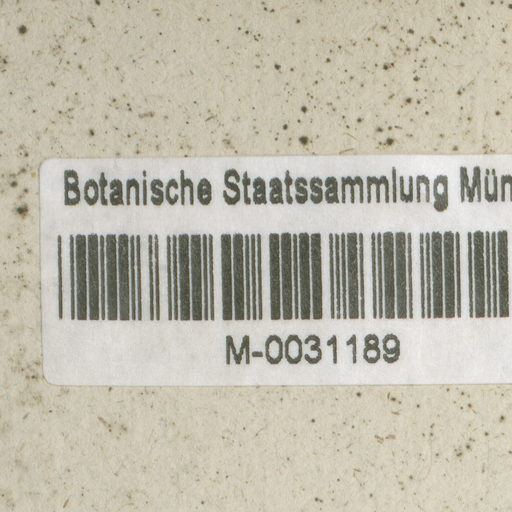 Botanische Staatssammlung Mün
M-0031189